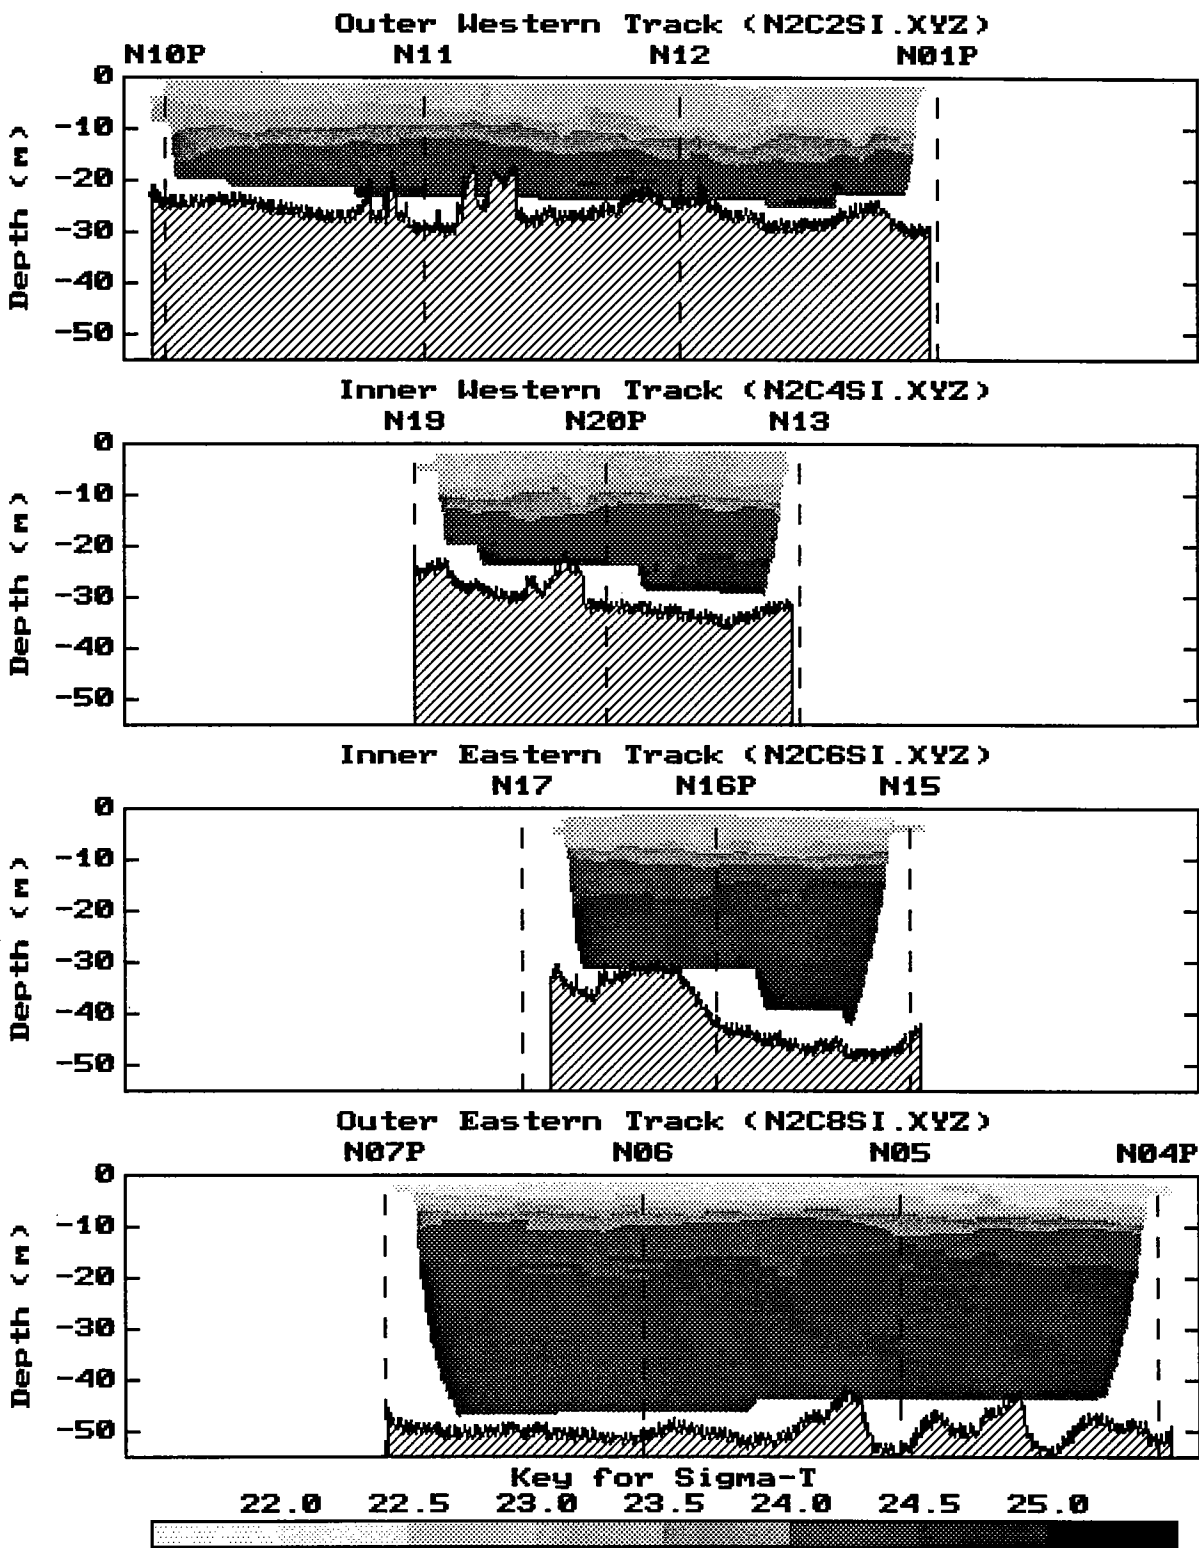 Outer Western Track (N2C2SI.XYZ)
N10P N11 N12 N01P
0
-10
-20
-30
-40
-50
Depth (m)
Inner Western Track (N2C4SI.XYZ)
N19 N20P N13
0
-10
-20
-30
-40
-50
Depth (m)
Inner Eastern Track (N2C6SI.XYZ)
N17 N16P N15
0
-10
-20
-30
-40
-50
Depth (m)
Outer Eastern Track (N2C8SI.XYZ)
N07P N06 N05 N04P
0
-10
-20
-30
-40
-50
Depth (m)
Key for Sigma-T
22.0 22.5 23.0 23.5 24.0 24.5 25.0